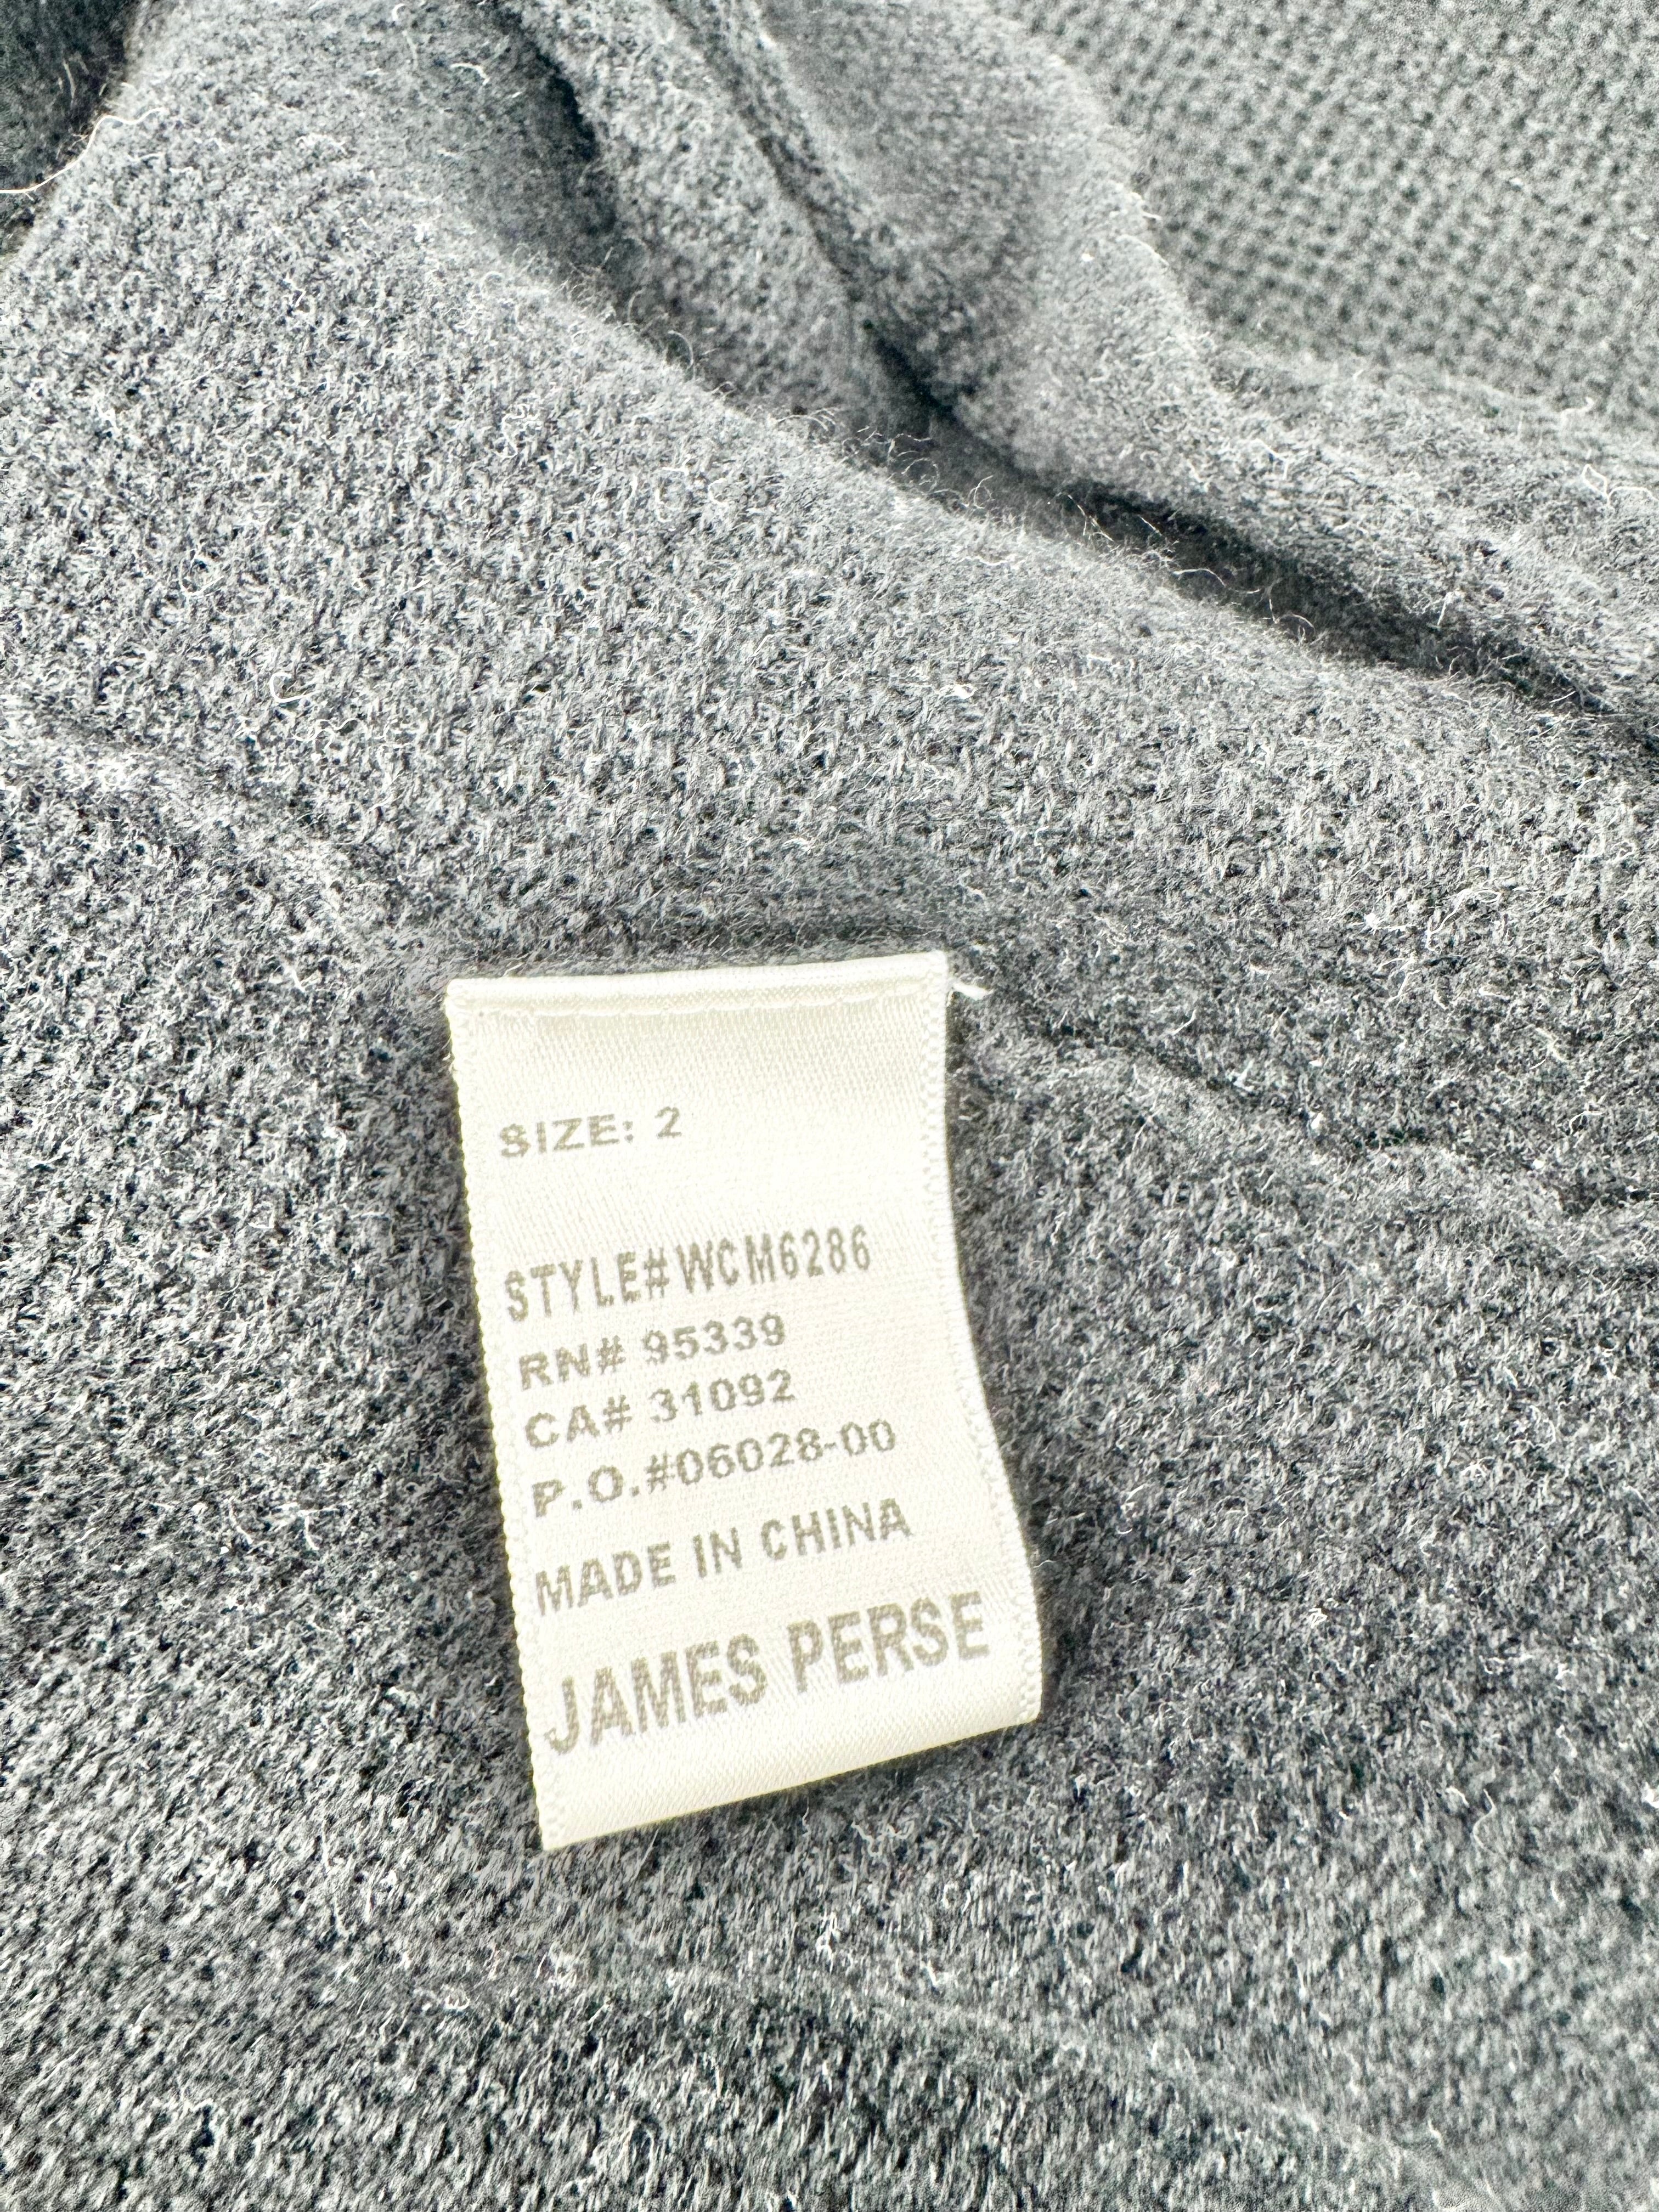 SIZE: 2
STYLE#WCM6286
RN# 95339
CA# 31092
P.O.#06028-00
MADE IN CHINA
JAMES PERSE